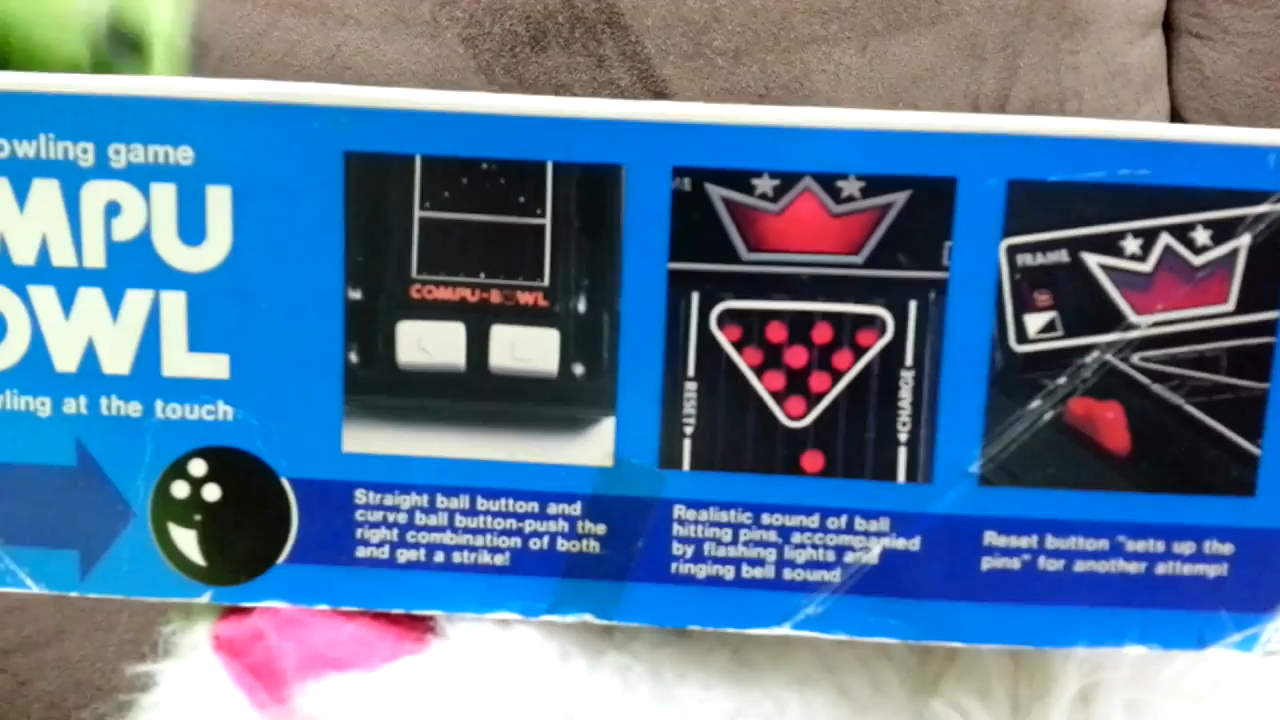 owling game
MPU
OWL
ling at the touch
COMPU-BOWL
Straight ball button and
curve ball button-push the
right combination of both
and get a strike!
RESET
CHARGE
Realistic sound of ball
hitting pins, accompanied
by flashing lights and
ringing bell sound
FRAME
Reset button "sets up the
pins" for another attempt